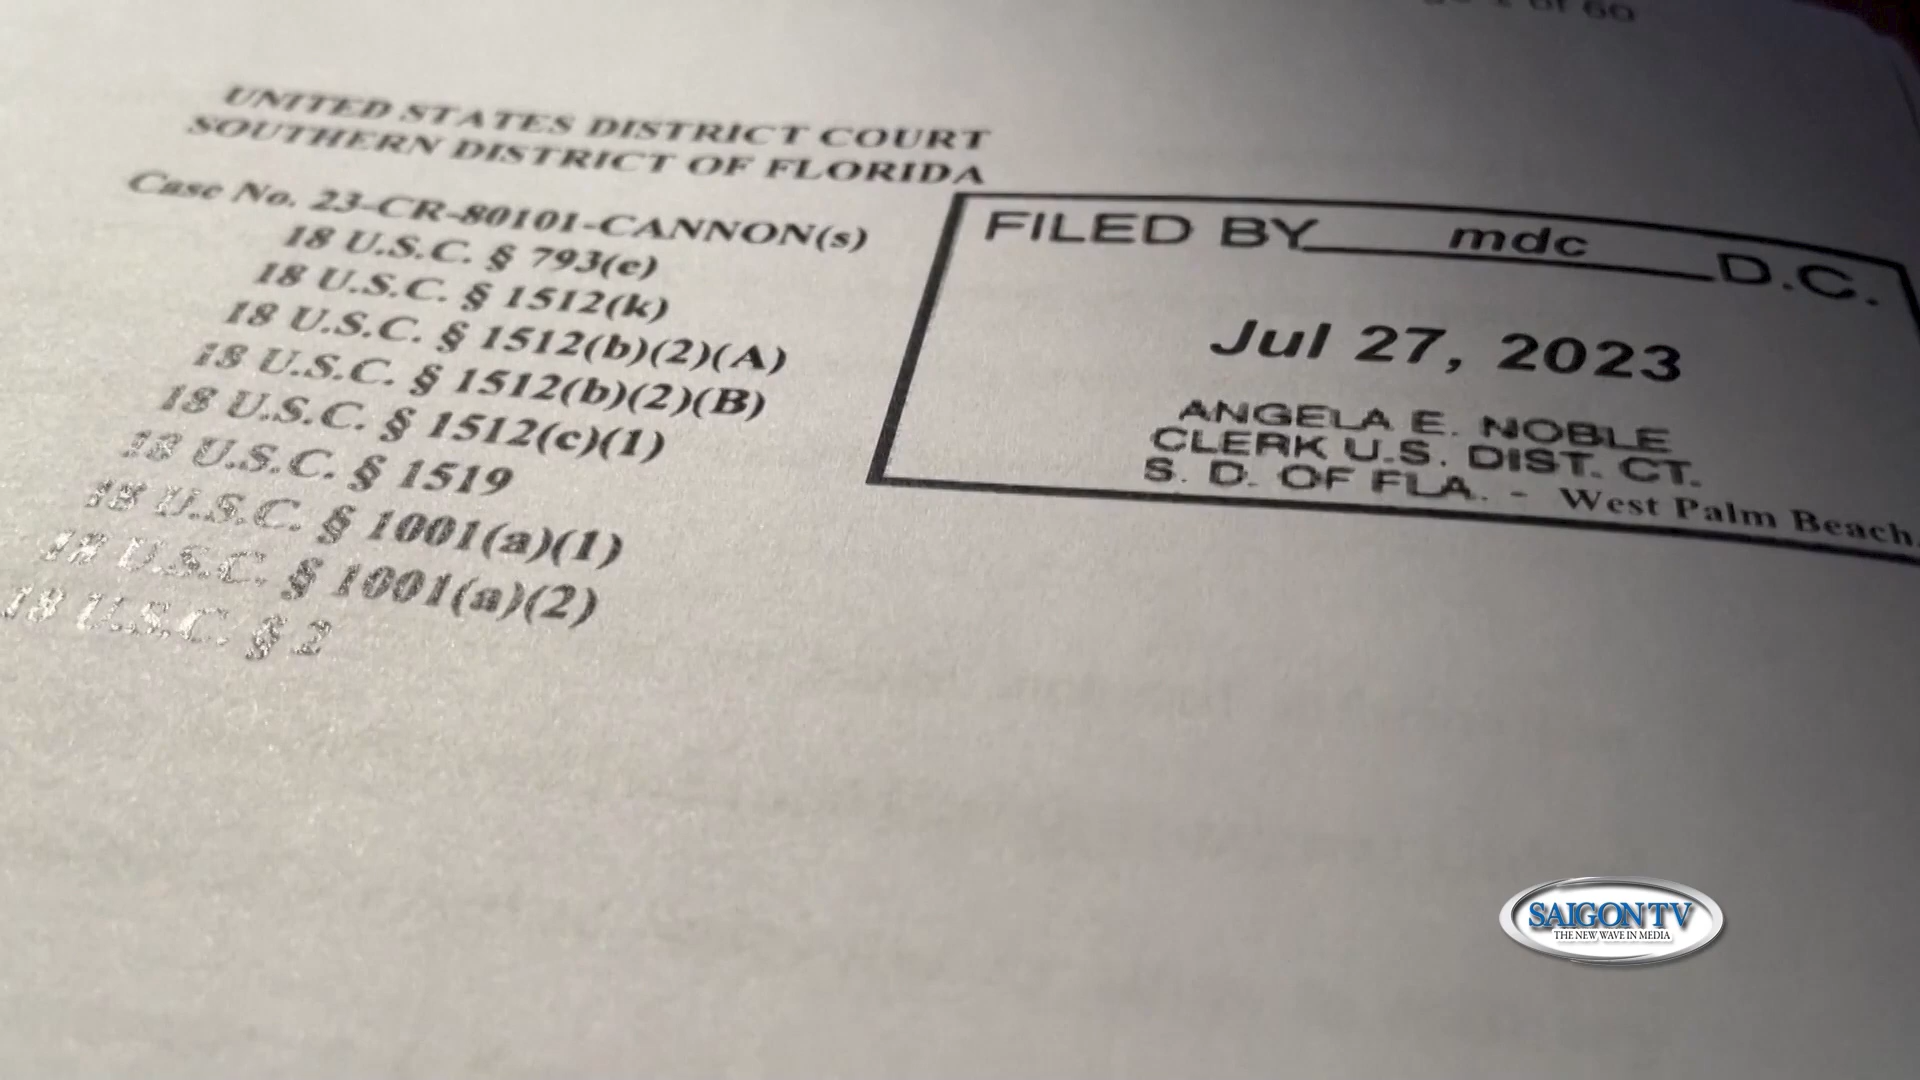 UNITED STATES DISTRICT COURT
SOUTHERN DISTRICT OF FLORIDA
Case No. 23-CR-80101-CANNON(s)
18 U.S.C. § 793(e)
18 U.S.C. § 1512(k)
18 U.S.C. § 1512(b)(2)(A)
18 U.S.C. § 1512(b)(2)(B)
18 U.S.C. § 1512(c)(1)
18 U.S.C. § 1519
18 U.S.C. § 1001(a)(1)
18 U.S.C. § 1001(a)(2)
18 U.S.C. § 2
of 60
FILED BY mdc D.C.
Jul 27, 2023
ANGELA E. NOBLE
CLERK U.S. DIST. CT.
S. D. OF FLA. - West Palm Beach
SAIGON TV
THE NEW WAVE IN MEDIA